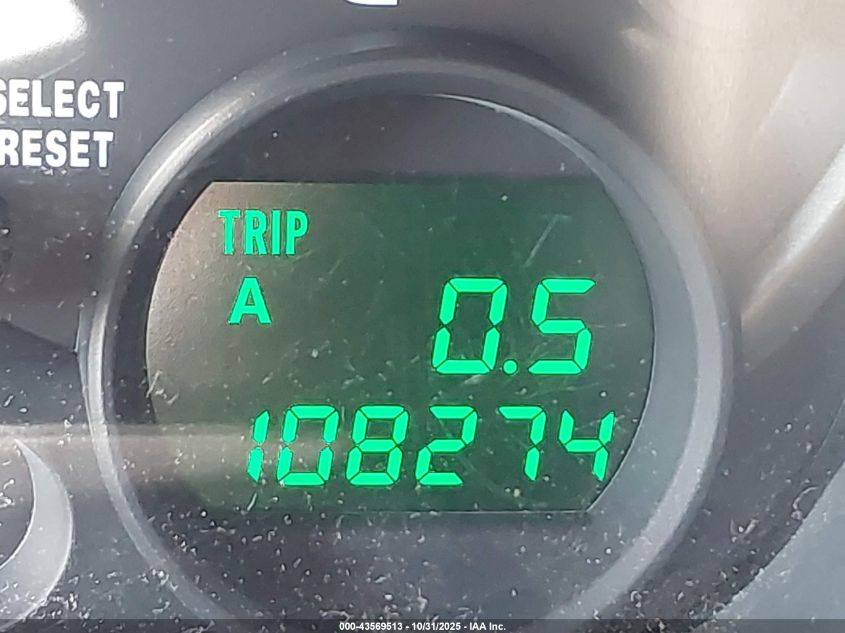 SELECT
RESET
TRIP
A 0.5
108274
000-43569513 - 10/31/2025 - IAA Inc.